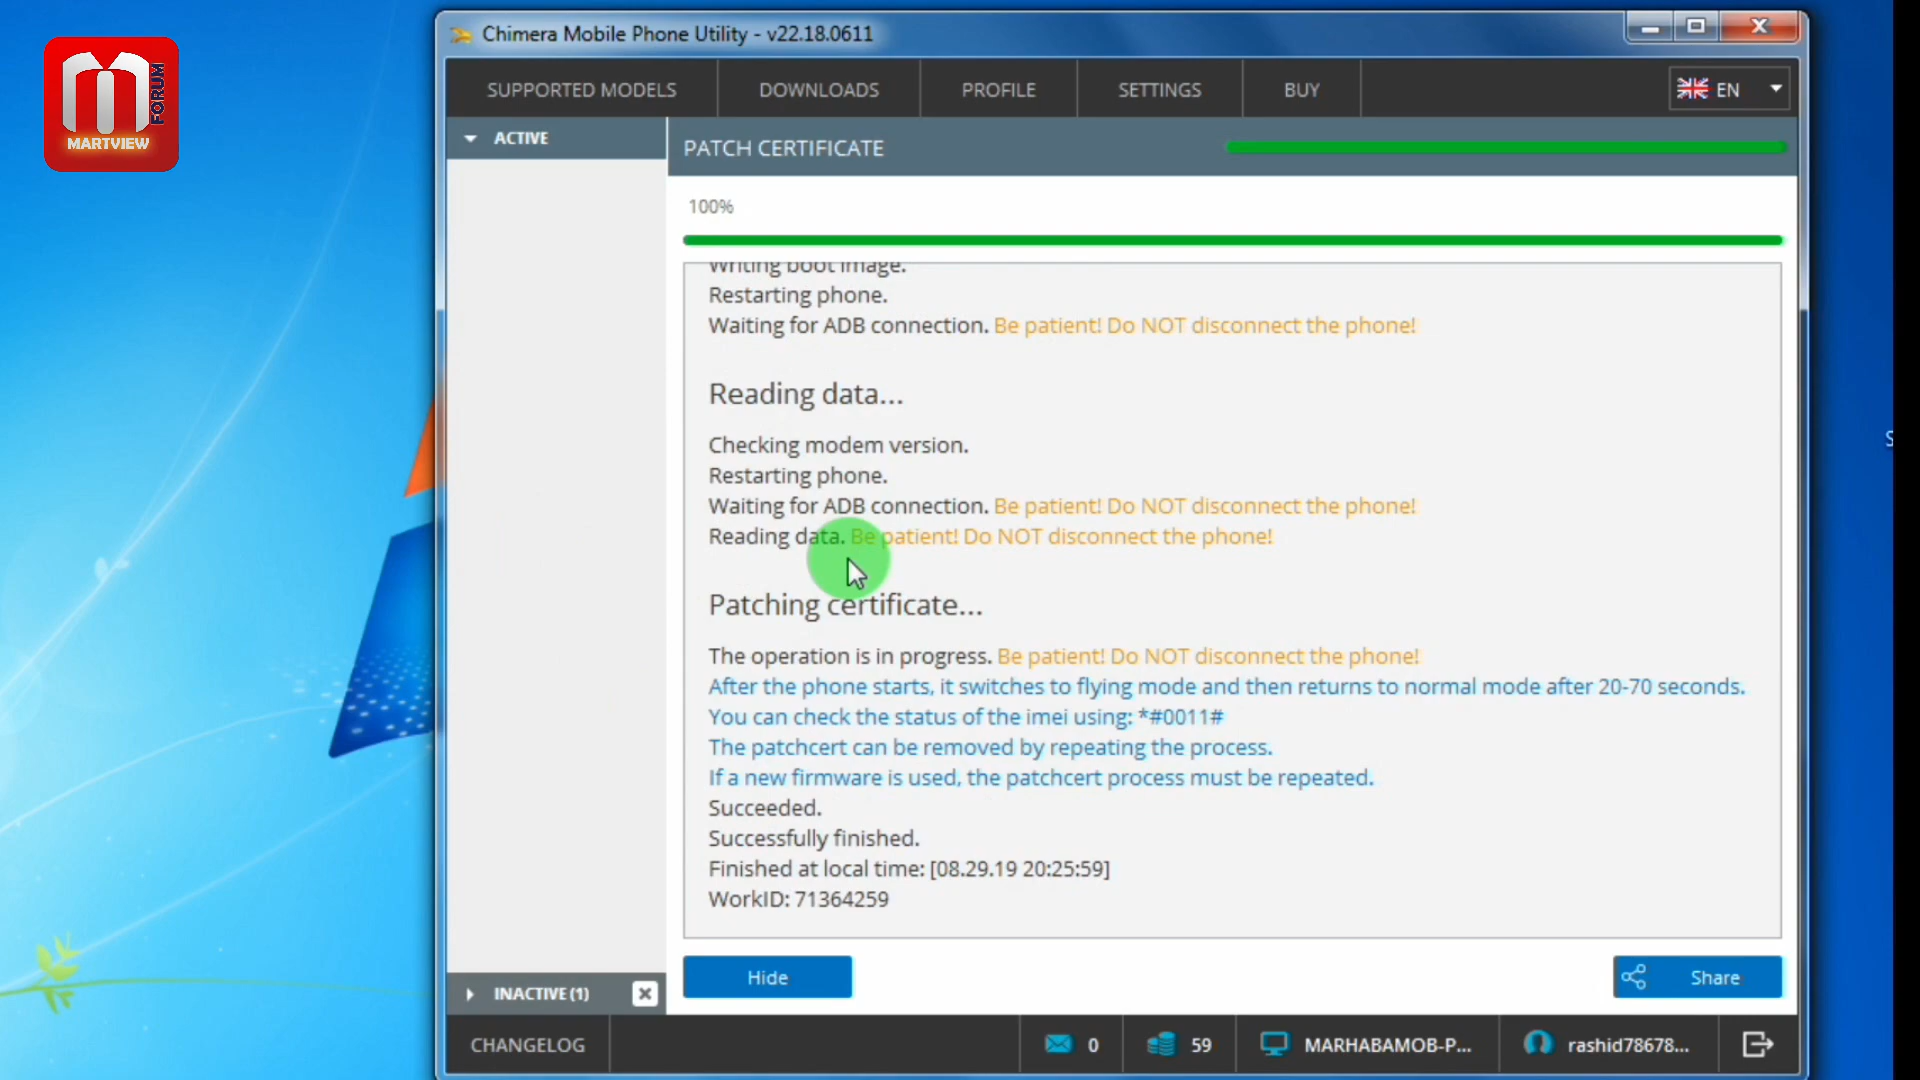 FORUM
MARTVIEW
Chimera Mobile Phone Utility - v22.18.0611
SUPPORTED MODELS
DOWNLOADS
PROFILE
SETTINGS
BUY
EN
ACTIVE
PATCH CERTIFICATE
100%
Writing boot image.
Restarting phone.
Waiting for ADB connection. Be patient! Do NOT disconnect the phone!
Reading data...
Checking modem version.
Restarting phone.
Waiting for ADB connection. Be patient! Do NOT disconnect the phone!
Reading data. Be patient! Do NOT disconnect the phone!
Patching certificate...
The operation is in progress. Be patient! Do NOT disconnect the phone!
After the phone starts, it switches to flying mode and then returns to normal mode after 20-70 seconds.
You can check the status of the imei using: *#0011#
The patchcert can be removed by repeating the process.
If a new firmware is used, the patchcert process must be repeated.
Succeeded.
Successfully finished.
Finished at local time: [08.29.19 20:25:59]
WorkID: 71364259
INACTIVE (1)
Hide
Share
CHANGELOG
0
59
MARHABAMOB-P...
rashid78678...